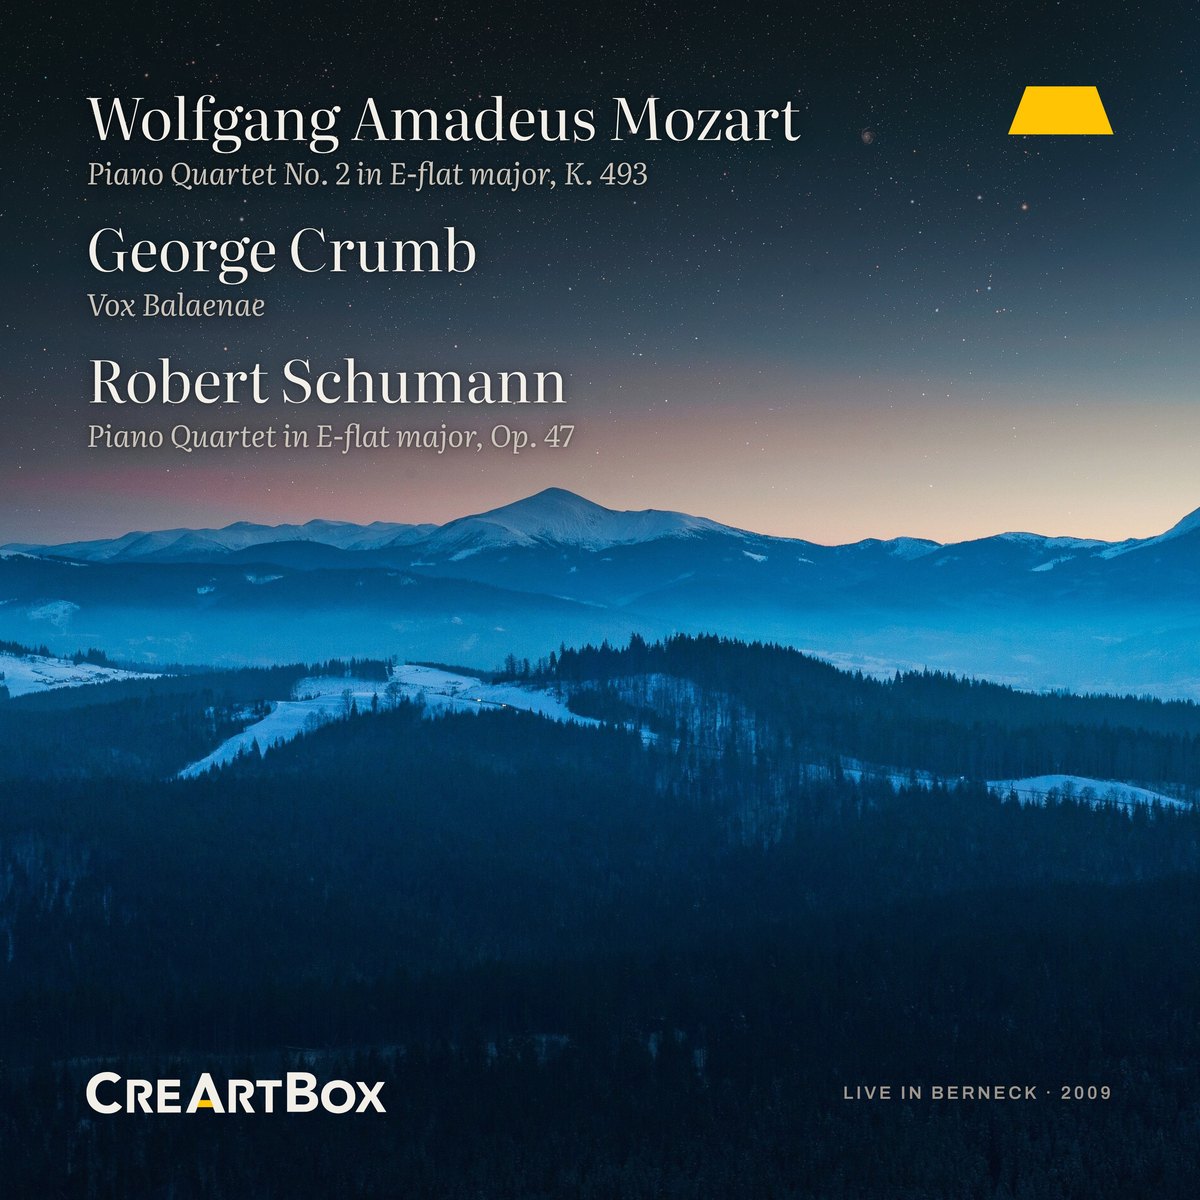 Wolfgang Amadeus Mozart
Piano Quartet No. 2 in E-flat major, K. 493
George Crumb
Vox Balaenae
Robert Schumann
Piano Quartet in E-flat major, Op. 47
CREARTBOX
LIVE IN BERNECK · 2009